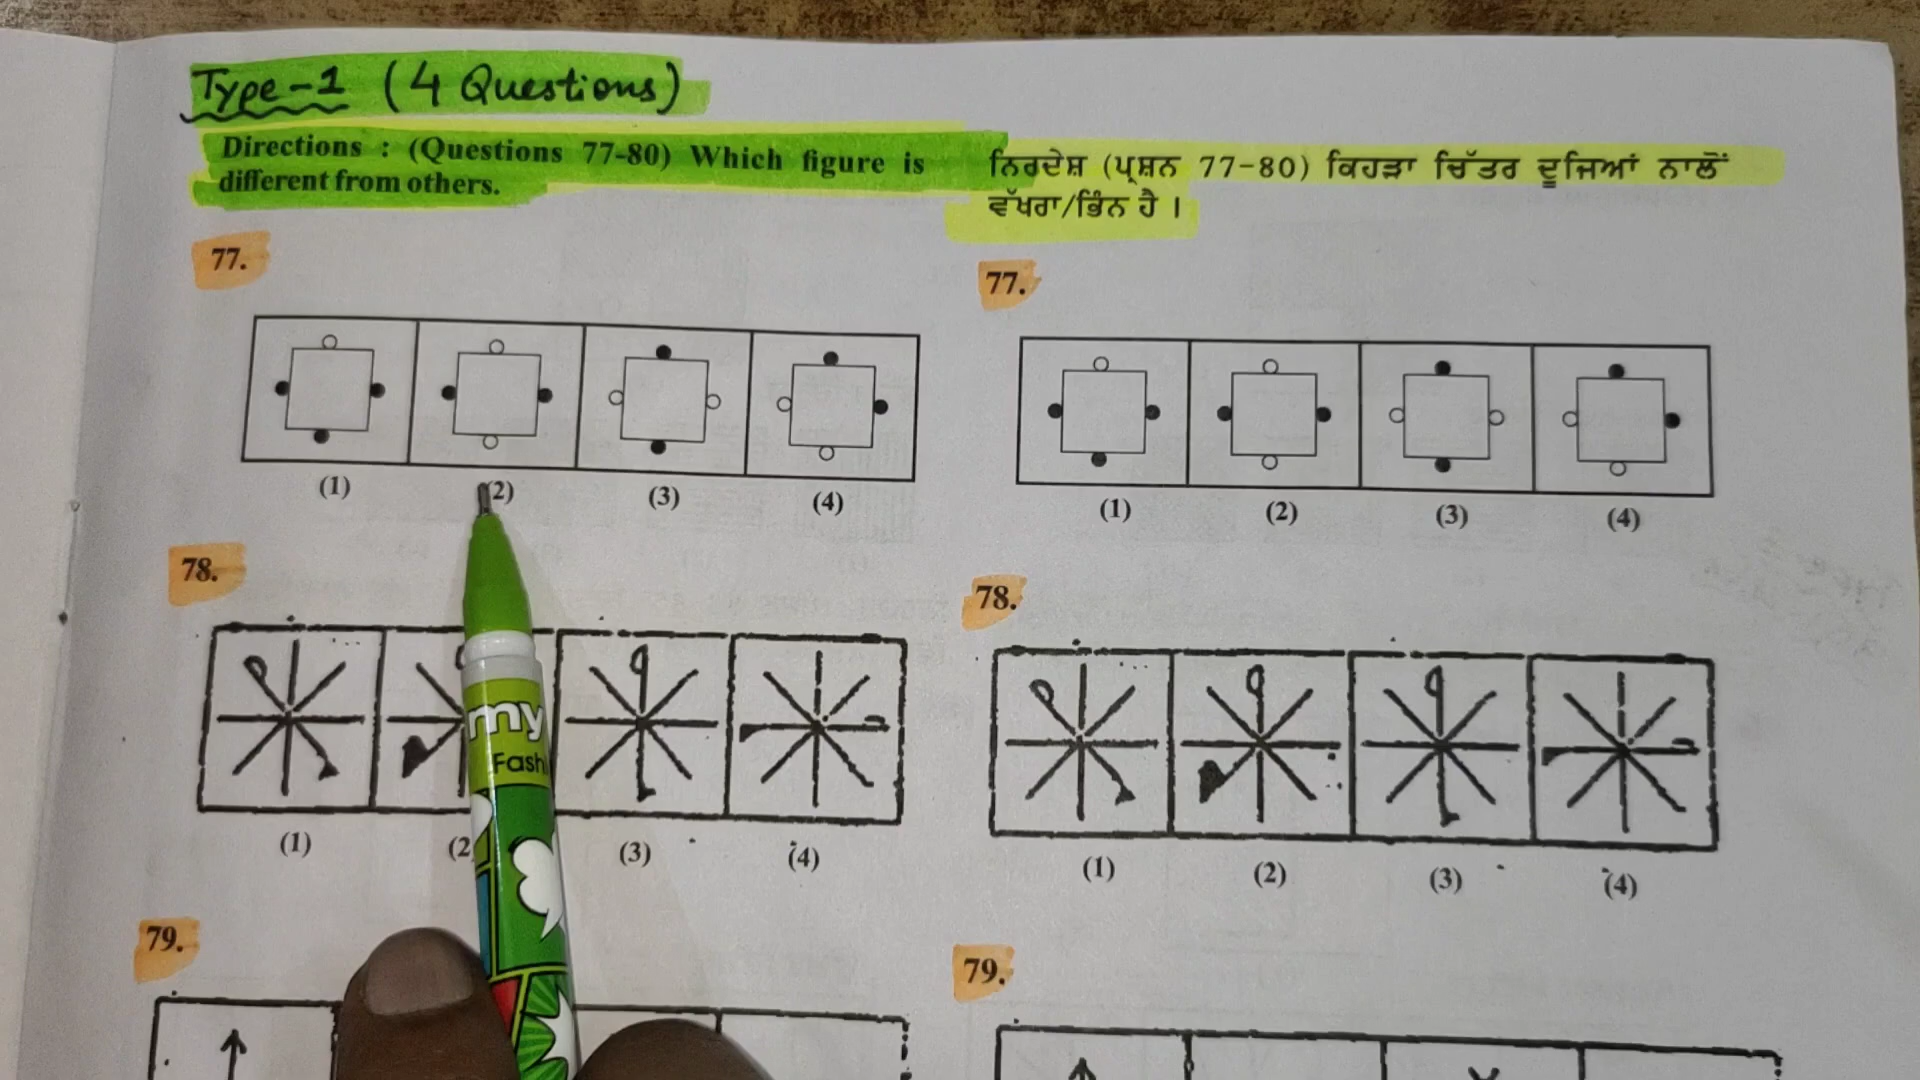 Type-1 (4 Questions)
Directions : (Questions 77-80) Which figure is
different from others.
ਨਿਰਦੇਸ਼ (ਪ੍ਰਸ਼ਨ 77-80) ਕਿਹੜਾ ਚਿੱਤਰ ਦੂਜਿਆਂ ਨਾਲੋਂ
ਵੱਖਰਾ/ਭਿੰਨ ਹੈ ।
77.
(1) (2) (3) (4)
77.
(1) (2) (3) (4)
78.
(1) (2 (3) (4)
78.
(1) (2) (3) (4)
my
Fash
79.
79.